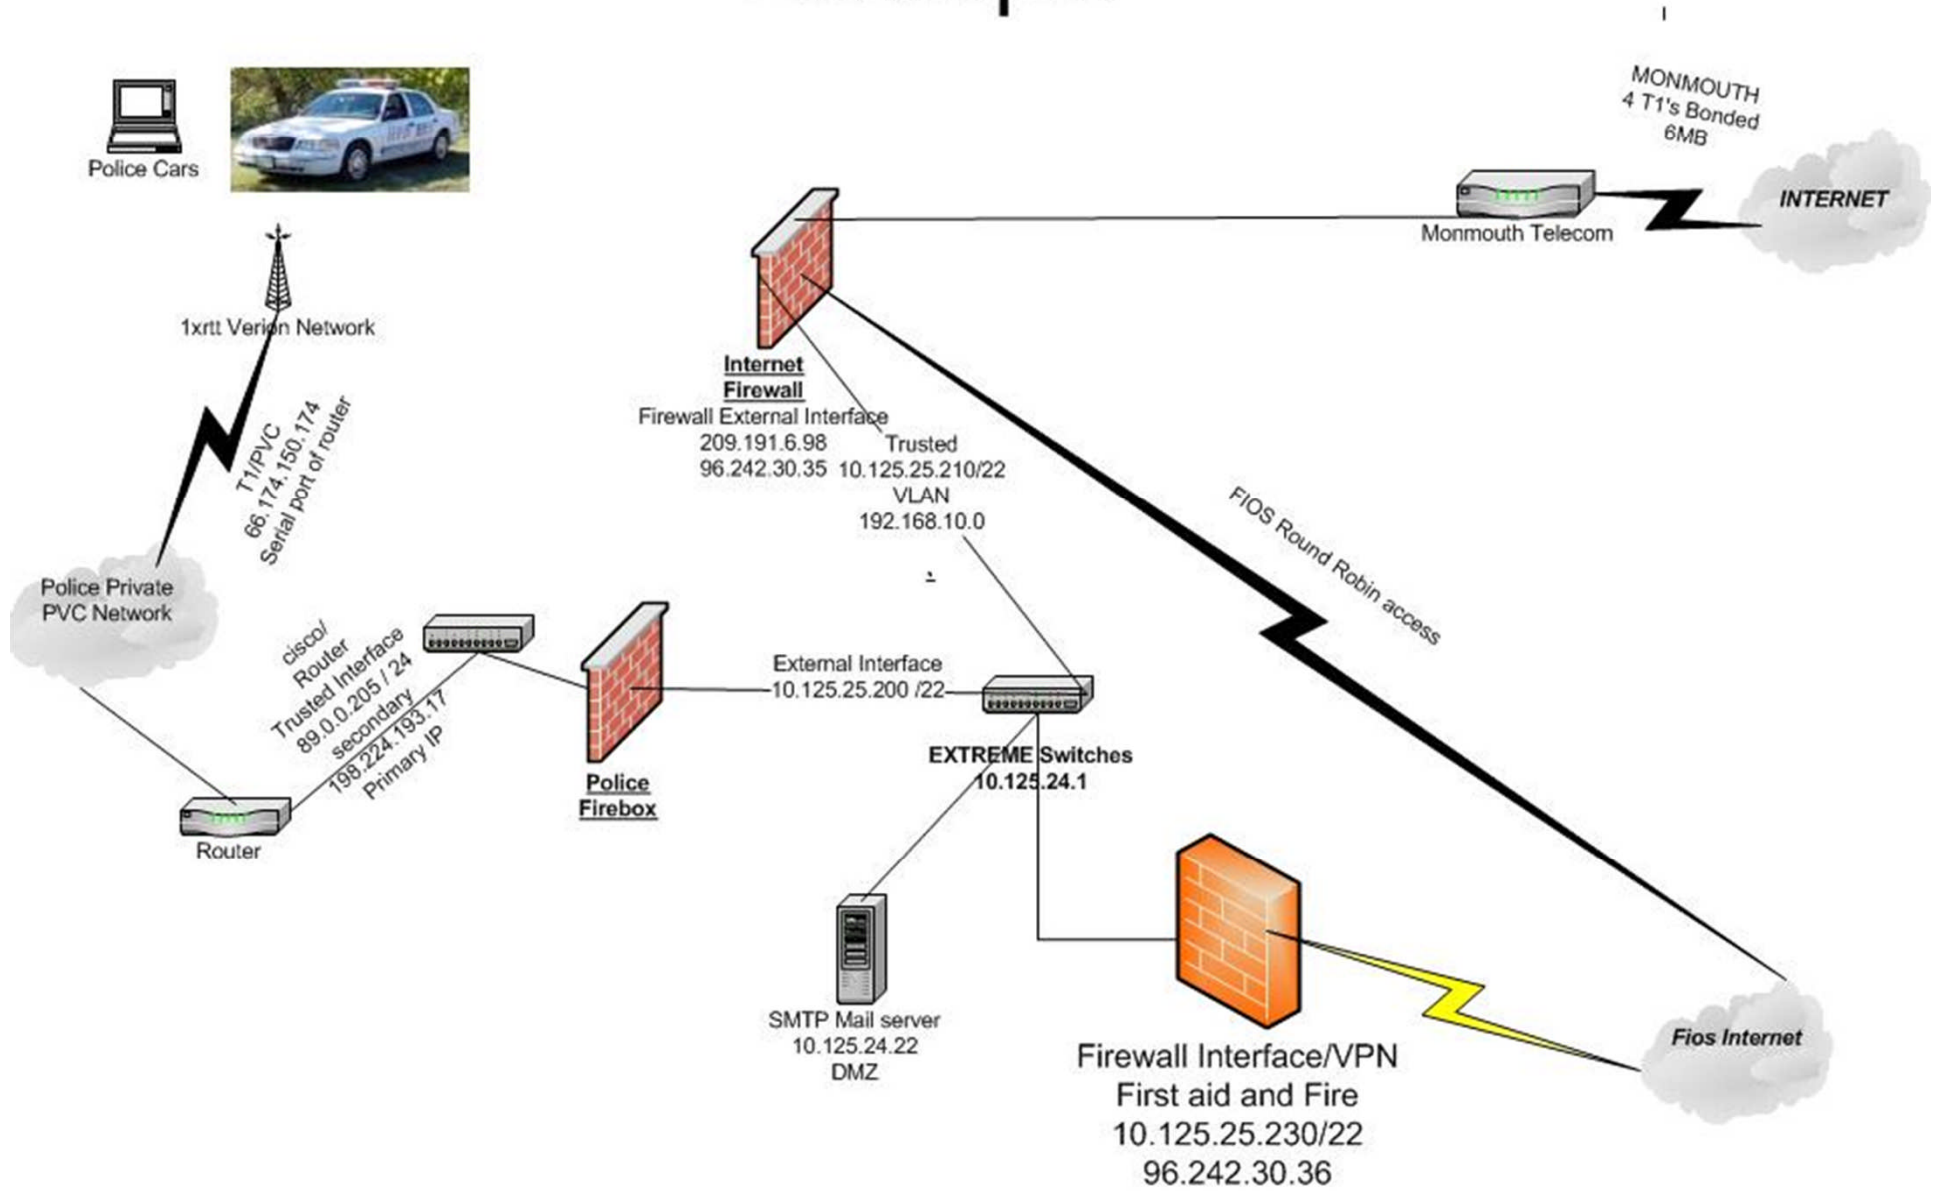 MONMOUTH
4 T1's Bonded
6MB
Police Cars
INTERNET
Monmouth Telecom
1xrtt Verion Network
Internet
Firewall
Firewall External Interface
209.191.6.98
96.242.30.35
Trusted
10.125.25.210/22
VLAN
192.168.10.0
T1/PVC
66.174.150.174
Serial port of router
FIOS Round Robin access
Police Private
PVC Network
cisco/
Router
Trusted Interface
89.0.0.205 / 24
secondary
198.224.193.17
Primary IP
External Interface
10.125.25.200 /22
EXTREME Switches
10.125.24.1
Police
Firebox
Router
SMTP Mail server
10.125.24.22
DMZ
Firewall Interface/VPN
First aid and Fire
10.125.25.230/22
96.242.30.36
Fios Internet